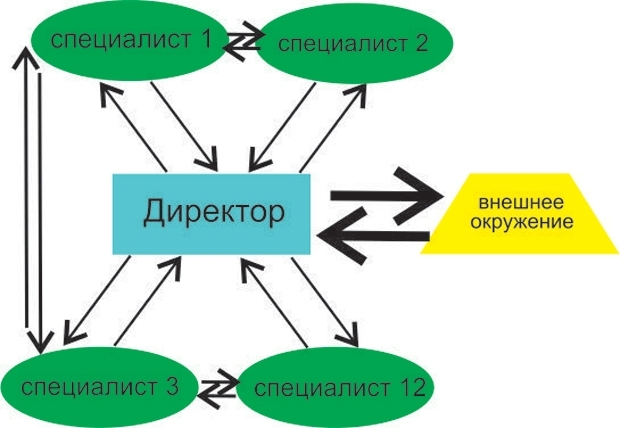 специалист 1
специалист 2
Директор
внешнее
окружение
специалист 3
специалист 12